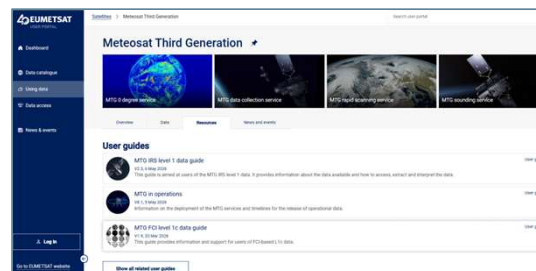 EUMETSAT
USER PORTAL
Satellites > Meteosat Third Generation
Search user portal
Dashboard
Data catalogue
Using data
Data access
News & events
Log in
Go to EUMETSAT website
Meteosat Third Generation
MTG 0 degree service
MTG data collection service
MTG rapid scanning service
MTG sounding service
Overview
Data
Resources
News and events
User guides
MTG IRS level 1 data guide
This guide is aimed at users of the MTG IRS level 1 data. It provides information about the data available and how to access, extract and interpret the data.
MTG in operations
Information on the deployment of the MTG services and timelines for the release of operational data.
MTG FCI level 1c data guide
This guide provides information and support for users of FCI-based L1c data.
Show all related user guides